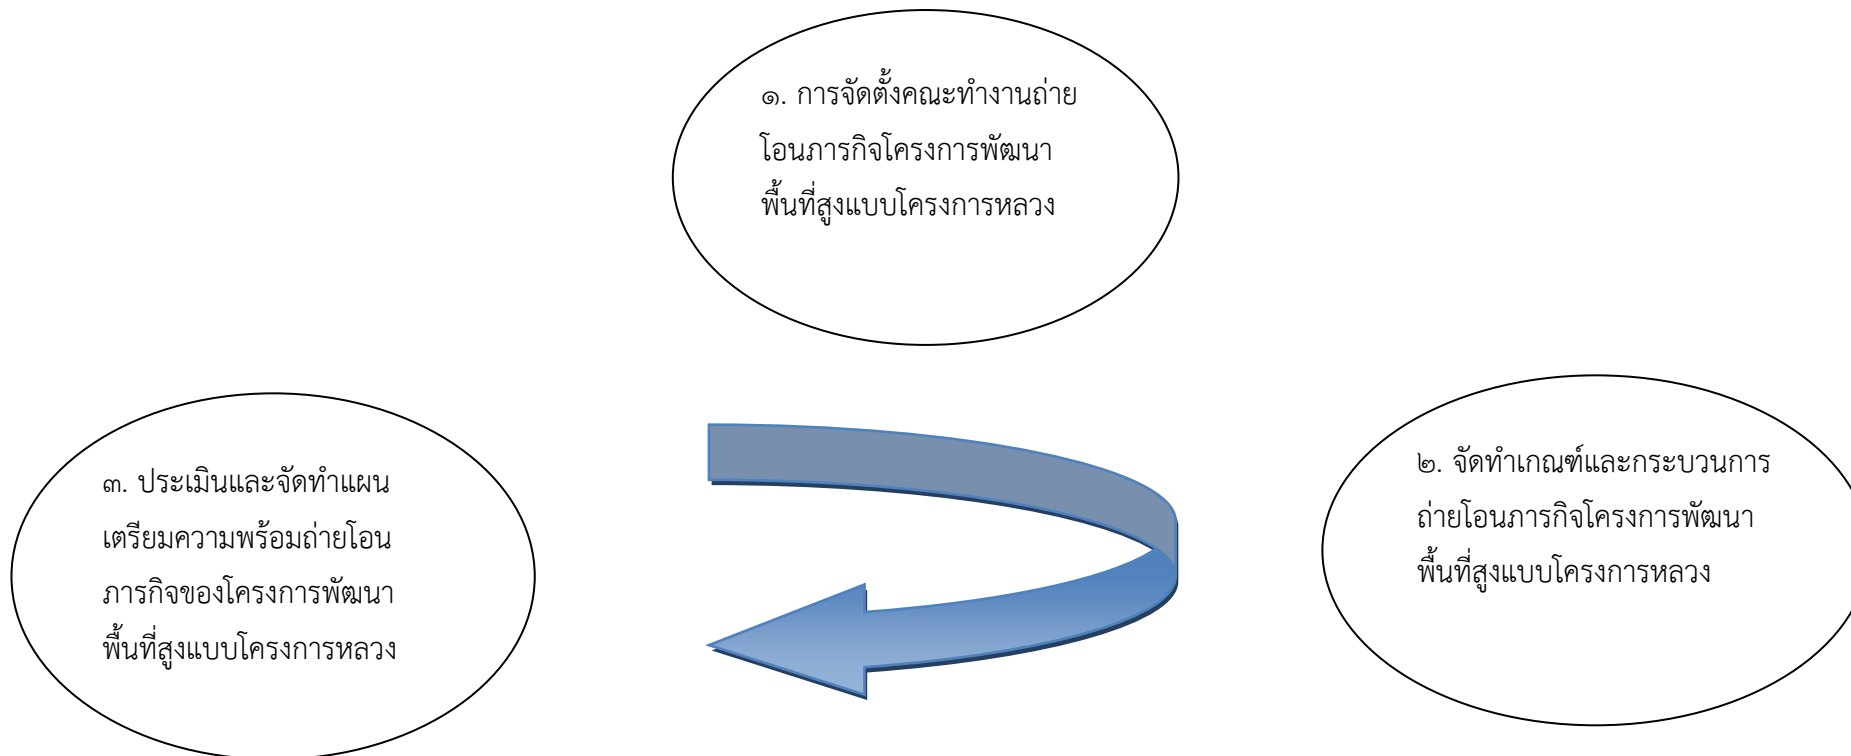 ๑. การจัดตั้งคณะทำงานถ่าย
โอนภารกิจโครงการพัฒนา
พื้นที่สูงแบบโครงการหลวง
๒. จัดทำเกณฑ์และกระบวนการ
ถ่ายโอนภารกิจโครงการพัฒนา
พื้นที่สูงแบบโครงการหลวง
๓. ประเมินและจัดทำแผน
เตรียมความพร้อมถ่ายโอน
ภารกิจของโครงการพัฒนา
พื้นที่สูงแบบโครงการหลวง